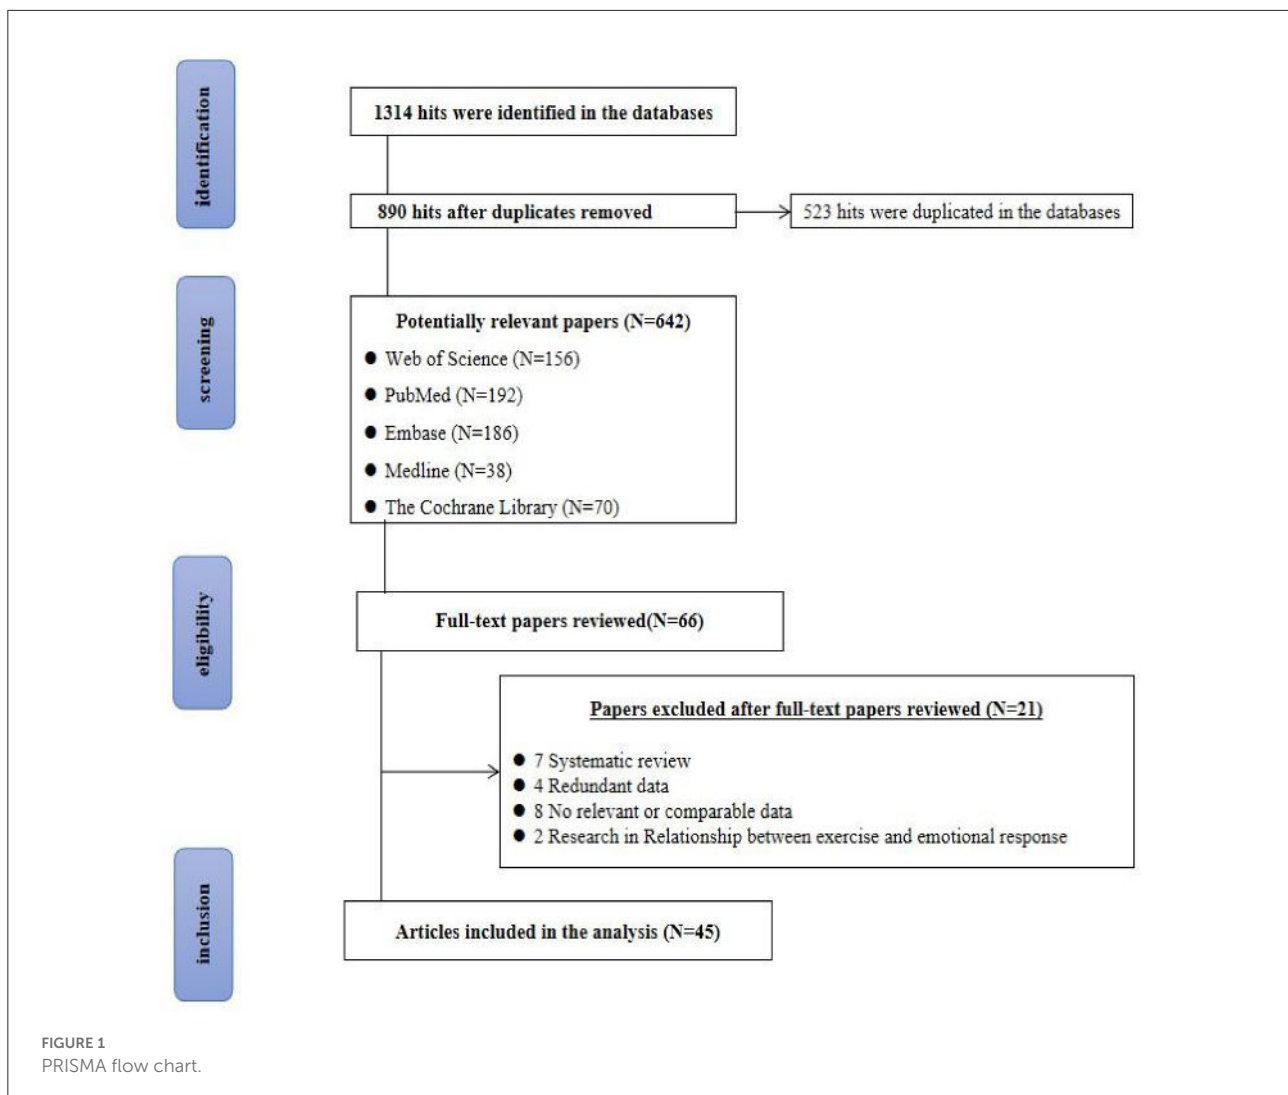 identification
1314 hits were identified in the databases
890 hits after duplicates removed
523 hits were duplicated in the databases
screening
Potentially relevant papers (N=642)
● Web of Science (N=156)
● PubMed (N=192)
● Embase (N=186)
● Medline (N=38)
● The Cochrane Library (N=70)
eligibility
Full-text papers reviewed(N=66)
Papers excluded after full-text papers reviewed (N=21)
● 7 Systematic review
● 4 Redundant data
● 8 No relevant or comparable data
● 2 Research in Relationship between exercise and emotional response
inclusion
Articles included in the analysis (N=45)
FIGURE 1
PRISMA flow chart.